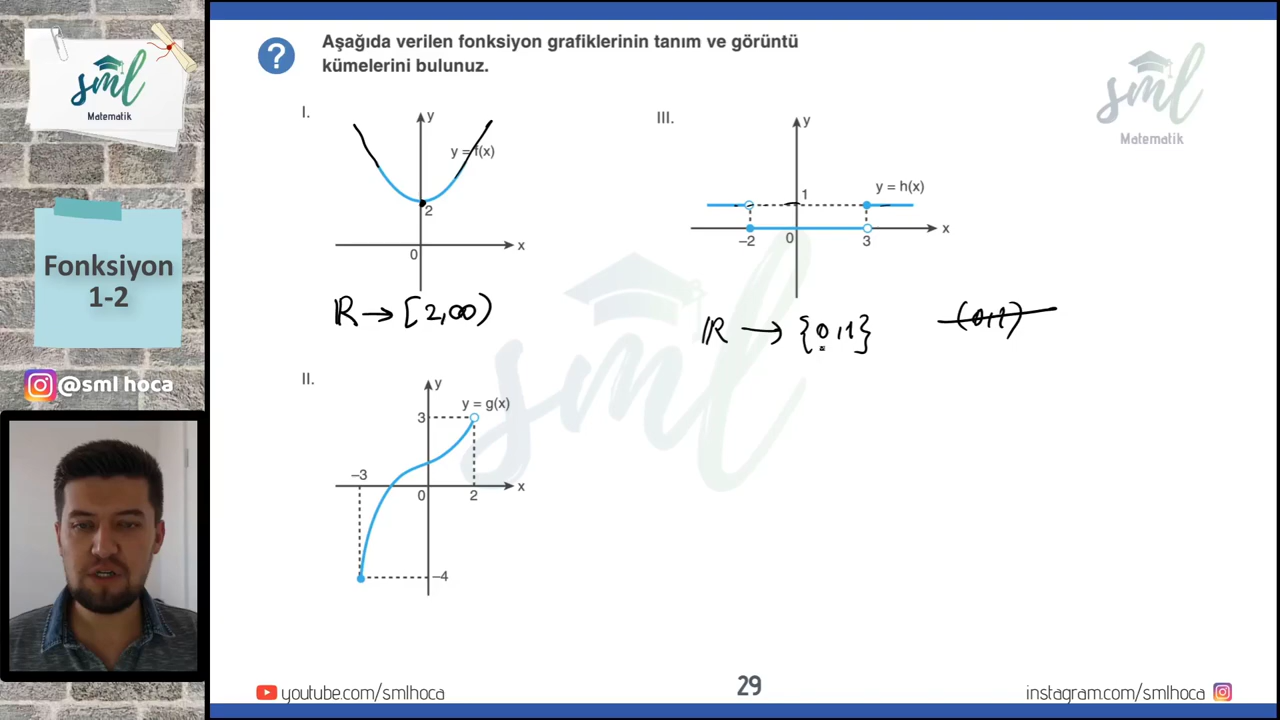 sml
Matematik
Fonksiyon
1-2
@sml hoca
? Aşağıda verilen fonksiyon grafiklerinin tanım ve görüntü
kümelerini bulunuz.
sml
Matematik
I.
y
y = f(x)
2
0
x
ℝ → [2,∞)
III.
y
y = h(x)
1
–2
0
3
x
ℝ → {0,1}
(0,1)
II.
y
y = g(x)
3
–3
0
2
x
–4
sml
youtube.com/smlhoca
29
instagram.com/smlhoca